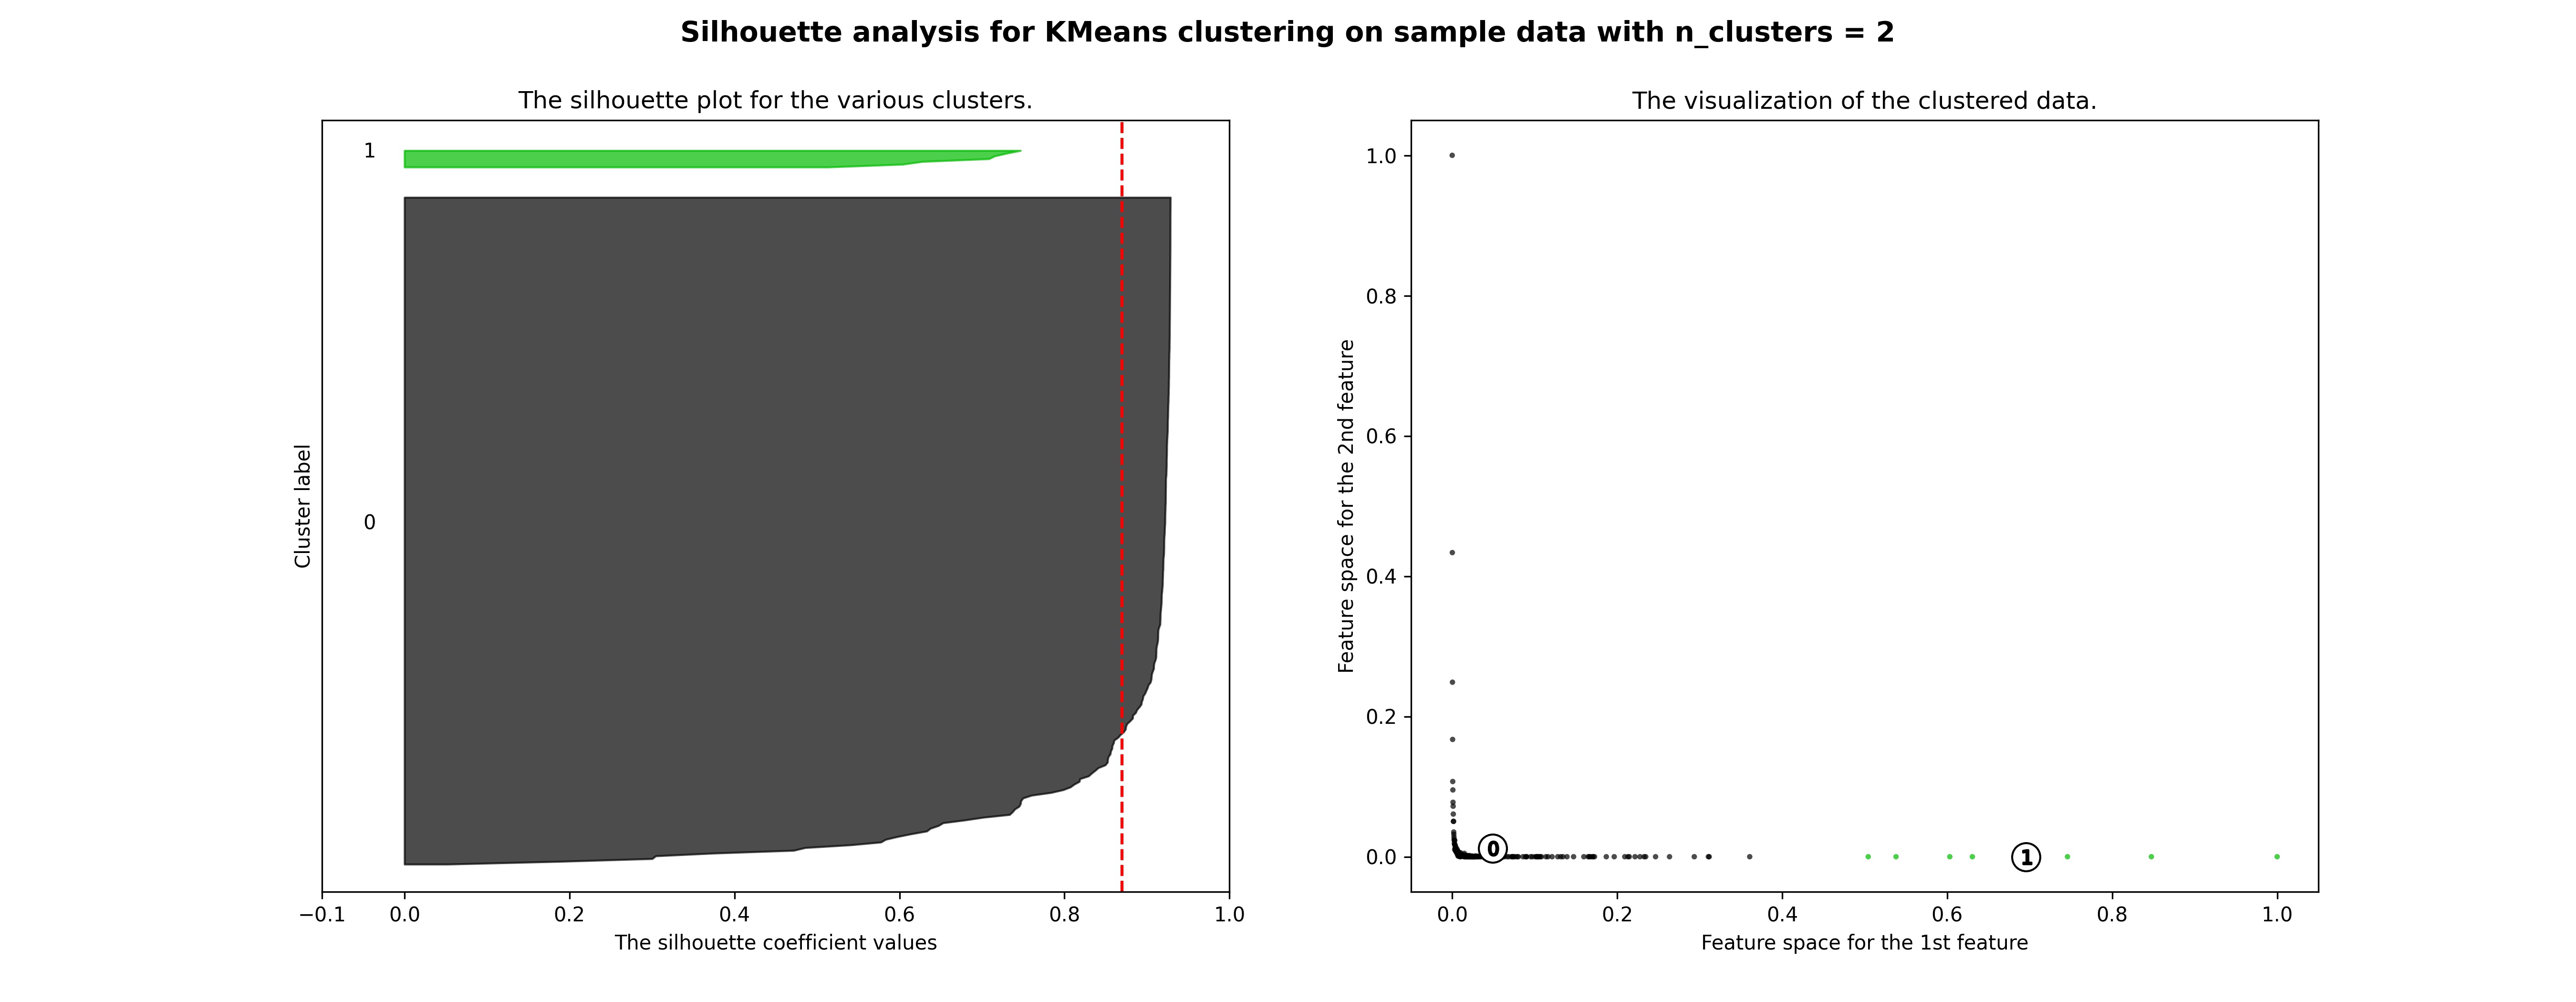 Silhouette analysis for KMeans clustering on sample data with n_clusters = 2
The silhouette plot for the various clusters.
1
0
Cluster label
−0.1 0.0 0.2 0.4 0.6 0.8 1.0
The silhouette coefficient values
The visualization of the clustered data.
1.0
0.8
0.6
0.4
0.2
0.0
Feature space for the 2nd feature
0
1
0.0 0.2 0.4 0.6 0.8 1.0
Feature space for the 1st feature